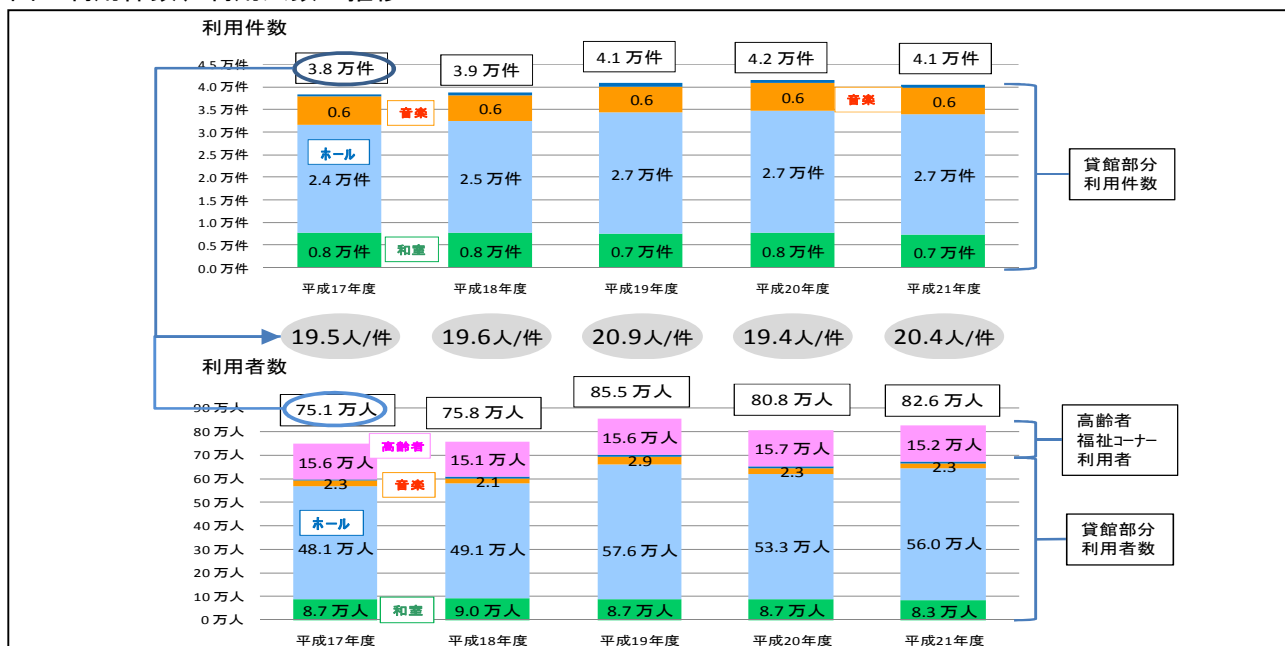 利用件数
4.5 万件
4.0 万件
3.5 万件
3.0 万件
2.5 万件
2.0 万件
1.5 万件
1.0 万件
0.5 万件
0.0 万件
3.8 万件
3.9 万件
4.1 万件
4.2 万件
4.1 万件
0.6
音楽
0.6
0.6
0.6
音楽
0.6
ホール
2.4 万件
2.5 万件
2.7 万件
2.7 万件
2.7 万件
0.8 万件
和室
0.8 万件
0.7 万件
0.8 万件
0.7 万件
平成17年度
平成18年度
平成19年度
平成20年度
平成21年度
貸館部分
利用件数
19.5人/件
19.6人/件
20.9人/件
19.4人/件
20.4人/件
利用者数
90 万人
80 万人
70 万人
60 万人
50 万人
40 万人
30 万人
20 万人
10 万人
0 万人
75.1 万人
75.8 万人
85.5 万人
80.8 万人
82.6 万人
15.6 万人
高齢者
15.1 万人
15.6 万人
15.7 万人
15.2 万人
2.3
音楽
2.1
2.9
2.3
2.3
ホール
48.1 万人
49.1 万人
57.6 万人
53.3 万人
56.0 万人
8.7 万人
和室
9.0 万人
8.7 万人
8.7 万人
8.3 万人
平成17年度
平成18年度
平成19年度
平成20年度
平成21年度
高齢者
福祉コーナー
利用者
貸館部分
利用者数